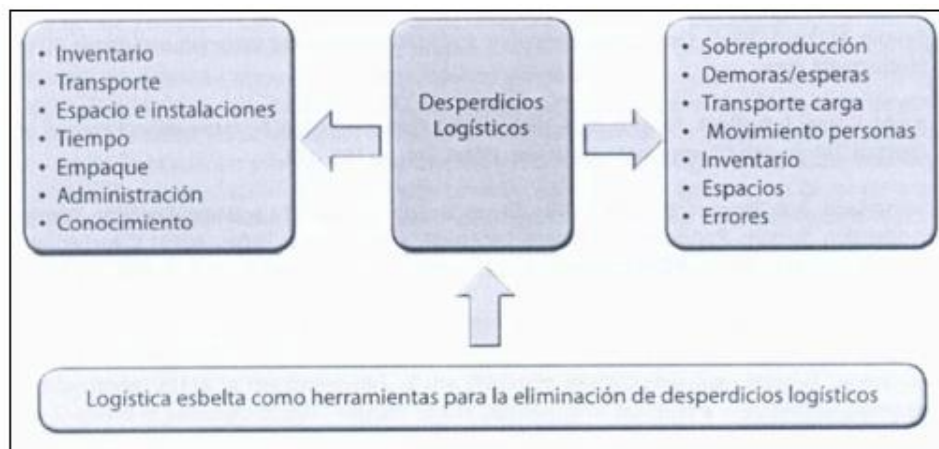 • Inventario
• Transporte
• Espacio e instalaciones
• Tiempo
• Empaque
• Administración
• Conocimiento
Desperdicios
Logísticos
• Sobreproducción
• Demoras/esperas
• Transporte carga
• Movimiento personas
• Inventario
• Espacios
• Errores
Logística esbelta como herramientas para la eliminación de desperdicios logísticos